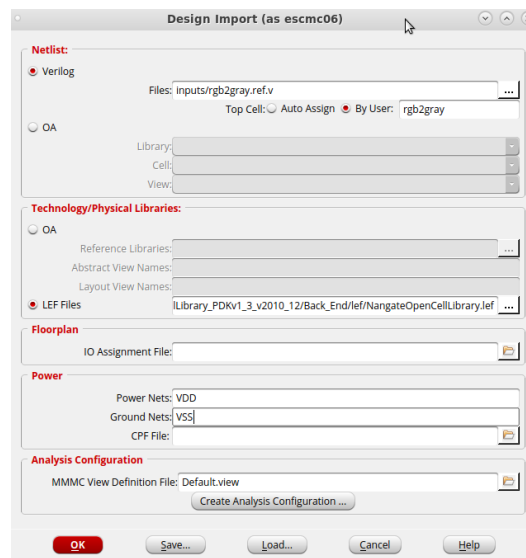 Design Import (as escmc06)
Netlist:
Verilog
Files: inputs/rgb2gray.ref.v ...
Top Cell: Auto Assign By User: rgb2gray
OA
Library:
Cell:
View:
Technology/Physical Libraries:
OA
Reference Libraries: ...
Abstract View Names:
Layout View Names:
LEF Files lLibrary_PDKv1_3_v2010_12/Back_End/lef/NangateOpenCellLibrary.lef ...
Floorplan
IO Assignment File:
Power
Power Nets: VDD
Ground Nets: VSS
CPF File:
Analysis Configuration
MMMC View Definition File: Default.view
Create Analysis Configuration ...
OK Save... Load... Cancel Help